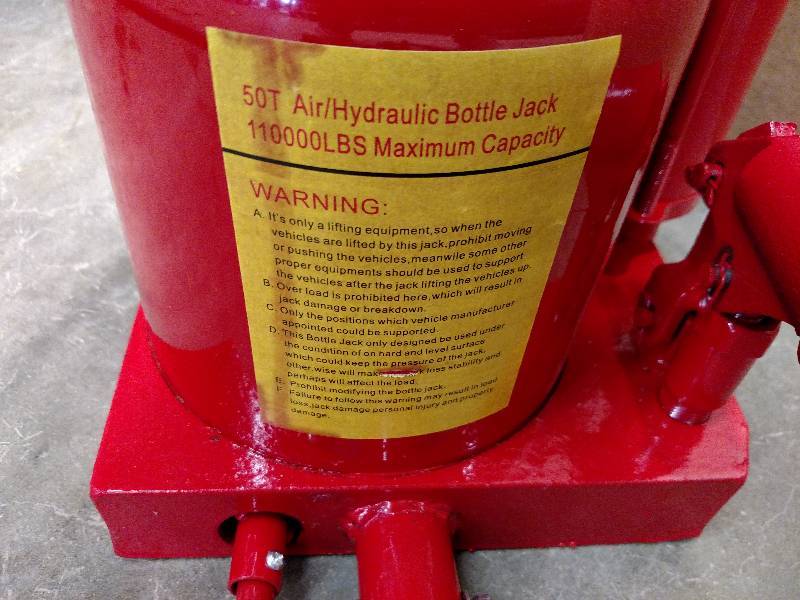 50T Air/Hydraulic Bottle Jack
110000LBS Maximum Capacity
WARNING:
A. It's only a lifting equipment,so when the
vehicles are lifted by this jack,prohibit moving
or pushing the vehicles,meanwile some other
proper equipments should be used to support
the vehicles after the jack lifting the vehicles up.
B. Over load is prohibited here,which will result in
jack damage or breakdown.
C. Only the positions which vehicle manufacturer
appointed could be supported.
D. This Bottle Jack only designed be used under
the condition of on hard and level surface
which could keep the pressure of the jack,
other,wise will make jack loss stability and
perhaps will affect the load.
E. Prohibit modifying the bottle jack.
F. Failure to follow this warning may result in load
loss,jack damage personal injury and property
damage.